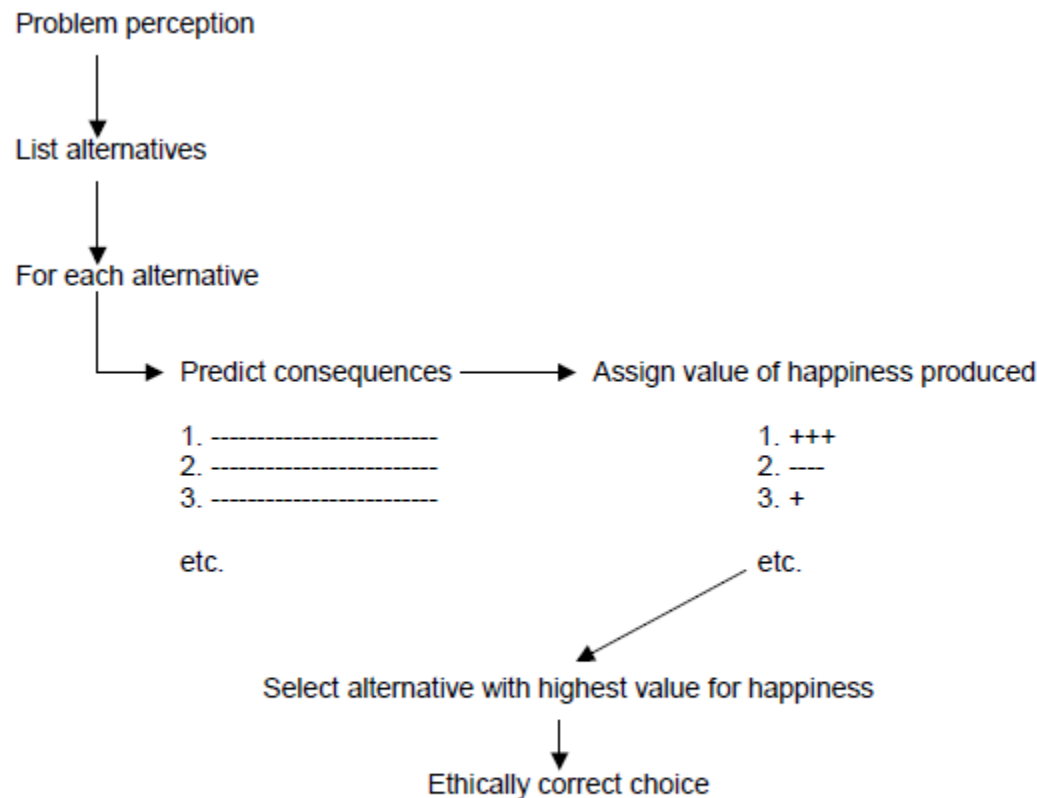 Problem perception
List alternatives
For each alternative
Predict consequences
Assign value of happiness produced
1. -------------------------
2. -------------------------
3. -------------------------
etc.
1. +++
2. ----
3. +
etc.
Select alternative with highest value for happiness
Ethically correct choice